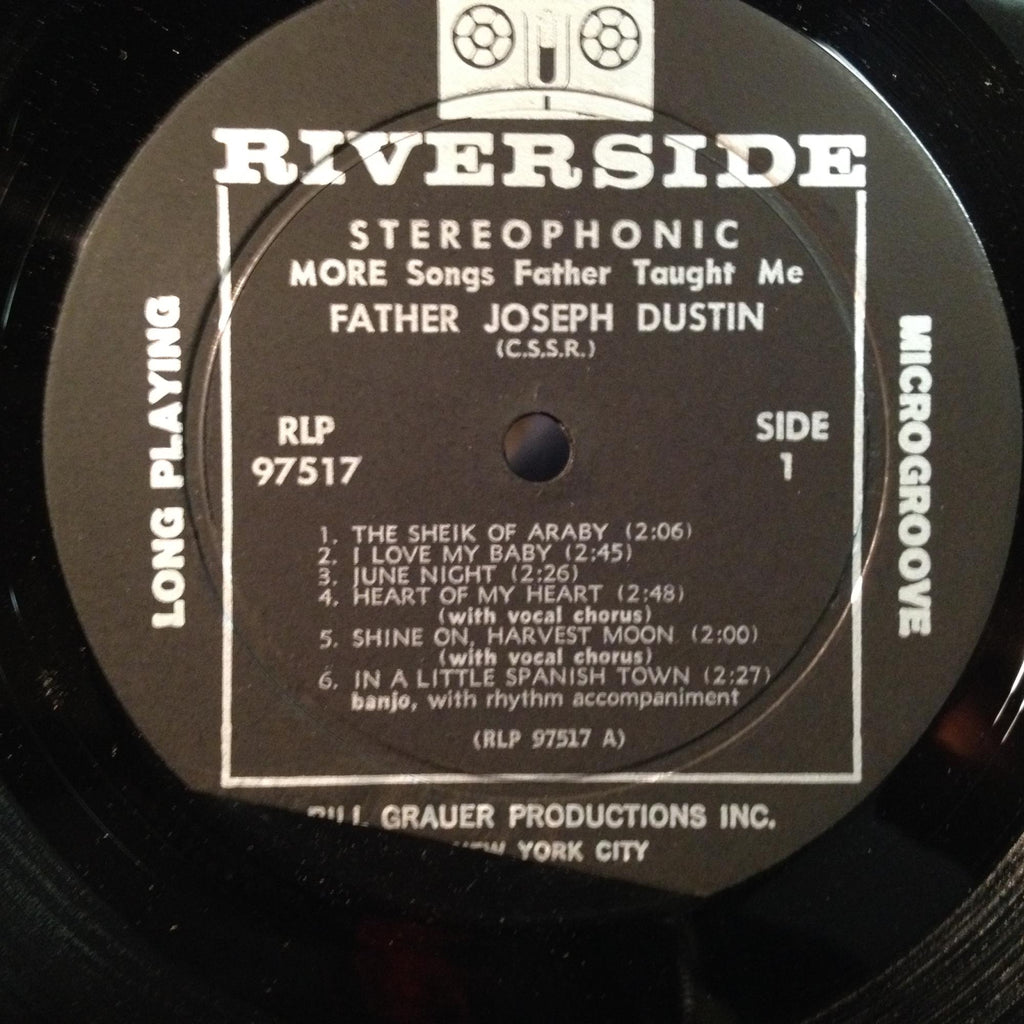 RIVERSIDE
STEREOPHONIC
MORE Songs Father Taught Me
FATHER JOSEPH DUSTIN
(C.S.S.R.)
LONG PLAYING
MICROGROOVE
RLP
97517
SIDE
1
1. THE SHEIK OF ARABY (2:06)
2. I LOVE MY BABY (2:45)
3. JUNE NIGHT (2:26)
4. HEART OF MY HEART (2:48)
(with vocal chorus)
5. SHINE ON, HARVEST MOON (2:00)
(with vocal chorus)
6. IN A LITTLE SPANISH TOWN (2:27)
banjo, with rhythm accompaniment
(RLP 97517 A)
BILL GRAUER PRODUCTIONS INC.
NEW YORK CITY